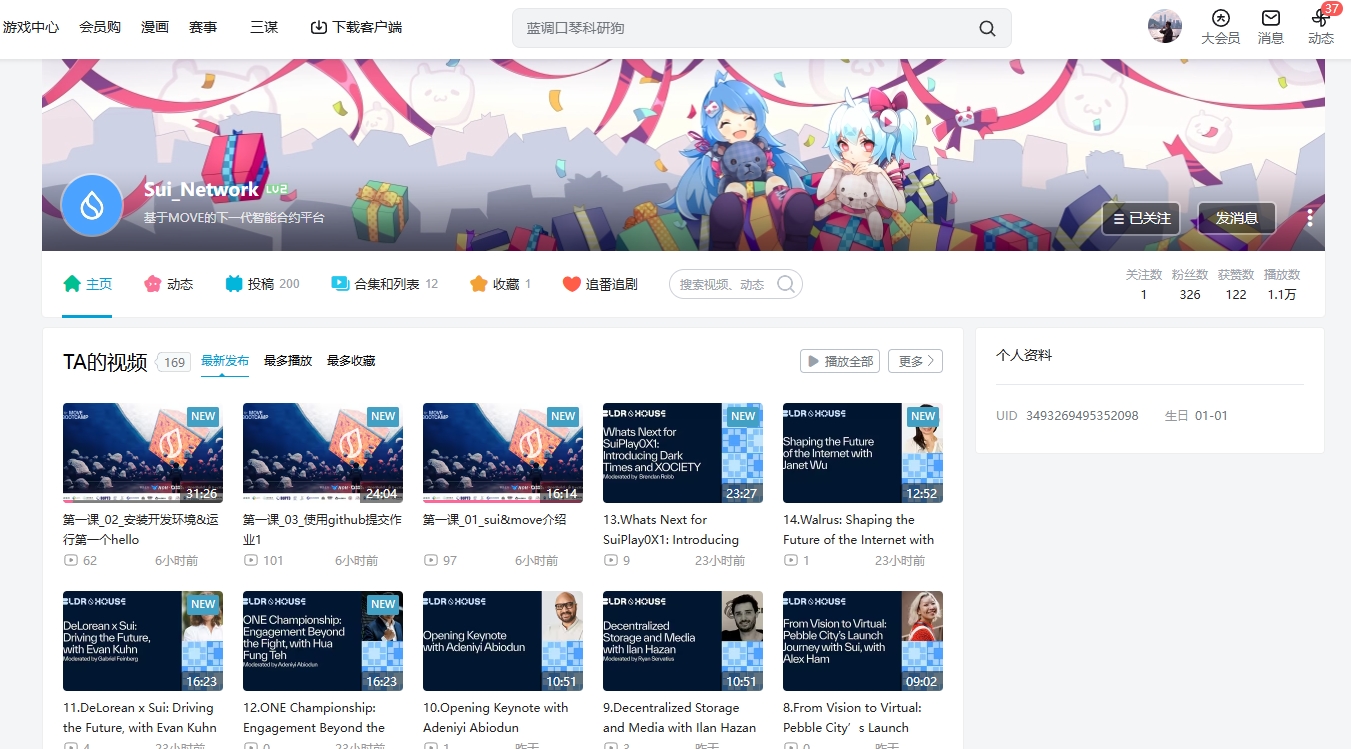 游戏中心 会员购 漫画 赛事 三谋 下载客户端
蓝调口琴科研狗
大会员 消息 动态
37
Sui_Network LV2
基于MOVE的下一代智能合约平台
已关注 发消息
主页 动态 投稿 200 合集和列表 12 收藏 1 追番追剧
搜索视频、动态
关注数 粉丝数 获赞数 播放数
1 326 122 1.1万
TA的视频 169 最新发布 最多播放 最多收藏
播放全部 更多
个人资料
UID 3493269495352098 生日 01-01
NEW
MOVE
BOOTCAMP
31:26
第一课_02_安装开发环境&运
行第一个hello
62 6小时前
NEW
MOVE
BOOTCAMP
24:04
第一课_03_使用github提交作
业1
101 6小时前
NEW
MOVE
BOOTCAMP
16:14
第一课_01_sui&move介绍
97 6小时前
NEW
BLDR HOUSE
Whats Next for
SuiPlay0X1:
Introducing Dark
Times and XOCIETY
Moderated by Brendan Robb
23:27
13.Whats Next for
SuiPlay0X1: Introducing
9 23小时前
NEW
BLDR HOUSE
Shaping the Future
of the Internet with
Janet Wu
12:52
14.Walrus: Shaping the
Future of the Internet with
1 23小时前
NEW
BLDR HOUSE
DeLorean x Sui:
Driving the Future,
with Evan Kuhn
Moderated by Gabriel Feinberg
16:23
11.DeLorean x Sui: Driving
the Future, with Evan Kuhn
4 23小时前
NEW
BLDR HOUSE
ONE Championship:
Engagement Beyond
the Fight, with Hua
Fung Teh
Moderated by Adeniyi Abiodun
16:23
12.ONE Championship:
Engagement Beyond the
0 23小时前
BLDR HOUSE
Opening Keynote
with Adeniyi Abiodun
10:51
10.Opening Keynote with
Adeniyi Abiodun
1 昨天
BLDR HOUSE
Decentralized
Storage and Media
with Ilan Hazan
Moderated by Ryan Servatius
10:51
9.Decentralized Storage
and Media with Ilan Hazan
3 昨天
BLDR HOUSE
From Vision to Virtual:
Pebble City's Launch
Journey with Sui, with
Alex Ham
09:02
8.From Vision to Virtual:
Pebble City's Launch
0 昨天